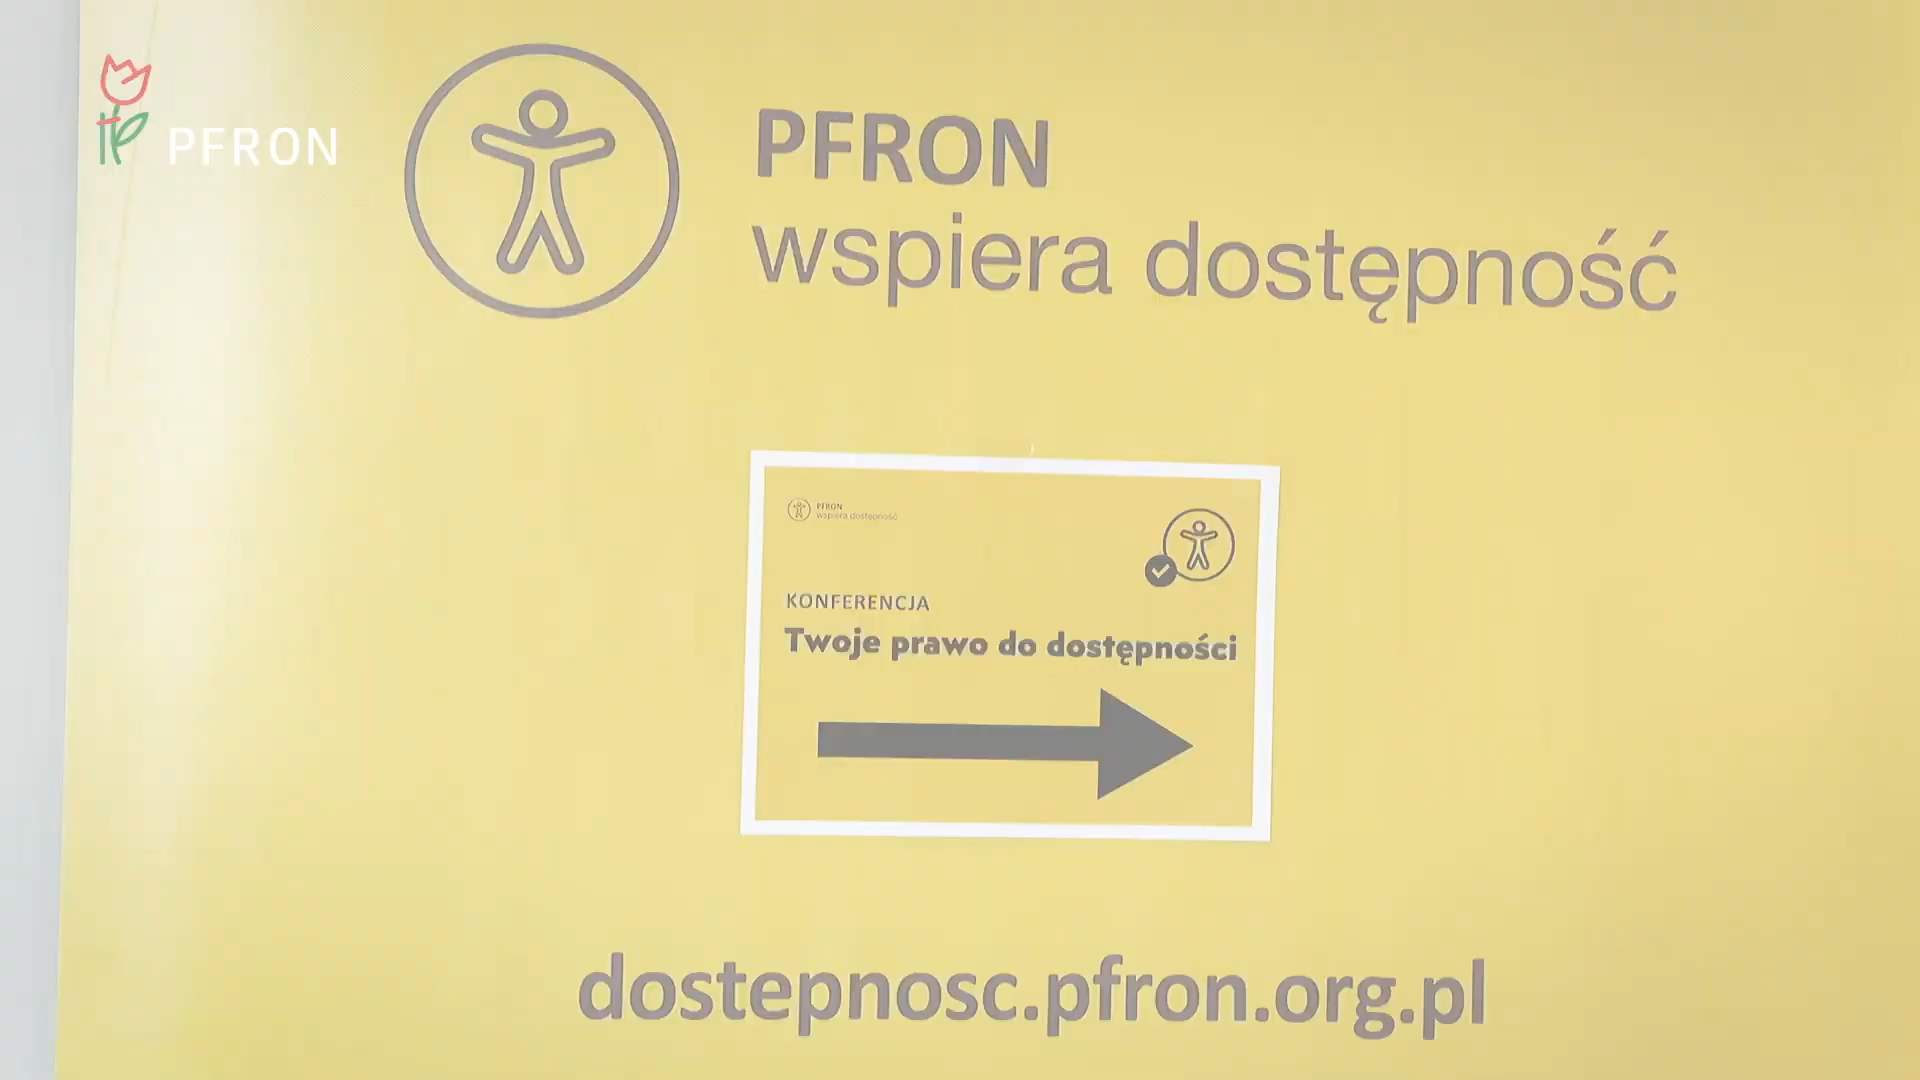 PFRON
PFRON
wspiera dostępność
PFRON
wspiera dostępność
KONFERENCJA
Twoje prawo do dostępności
dostepnosc.pfron.org.pl